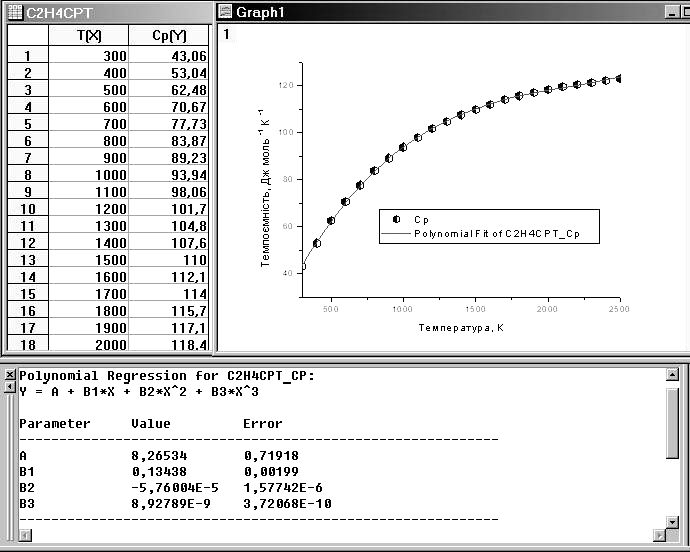 C2H4CPT
T(X) Cp(Y)
1 300 43,06
2 400 53,04
3 500 62,48
4 600 70,67
5 700 77,73
6 800 83,87
7 900 89,23
8 1000 93,94
9 1100 98,06
10 1200 101,7
11 1300 104,8
12 1400 107,6
13 1500 110
14 1600 112,1
15 1700 114
16 1800 115,7
17 1900 117,1
18 2000 118,4
Graph1
1
120
100
80
60
40
500 1000 1500 2000 2500
Темпоємність, Дж моль -1 К -1
Температура, К
Cp
Polynomial Fit of C2H4CPT_Cp
Polynomial Regression for C2H4CPT_CP:
Y = A + B1*X + B2*X^2 + B3*X^3
Parameter Value Error
------------------------------------------------------------
A 8,26534 0,71918
B1 0,13438 0,00199
B2 -5,76004E-5 1,57742E-6
B3 8,92789E-9 3,72068E-10
------------------------------------------------------------